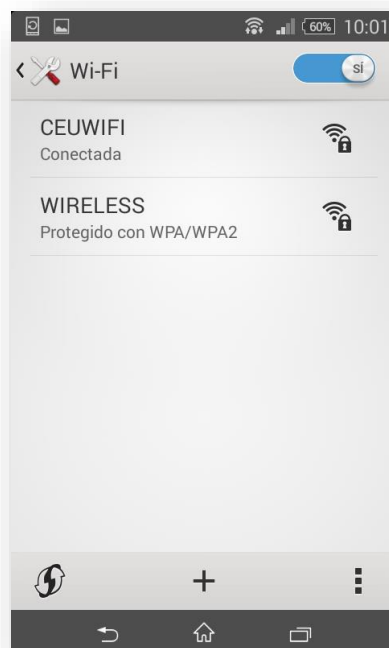 60% 10:01
Wi-Fi
sí
CEUWIFI
Conectada
WIRELESS
Protegido con WPA/WPA2